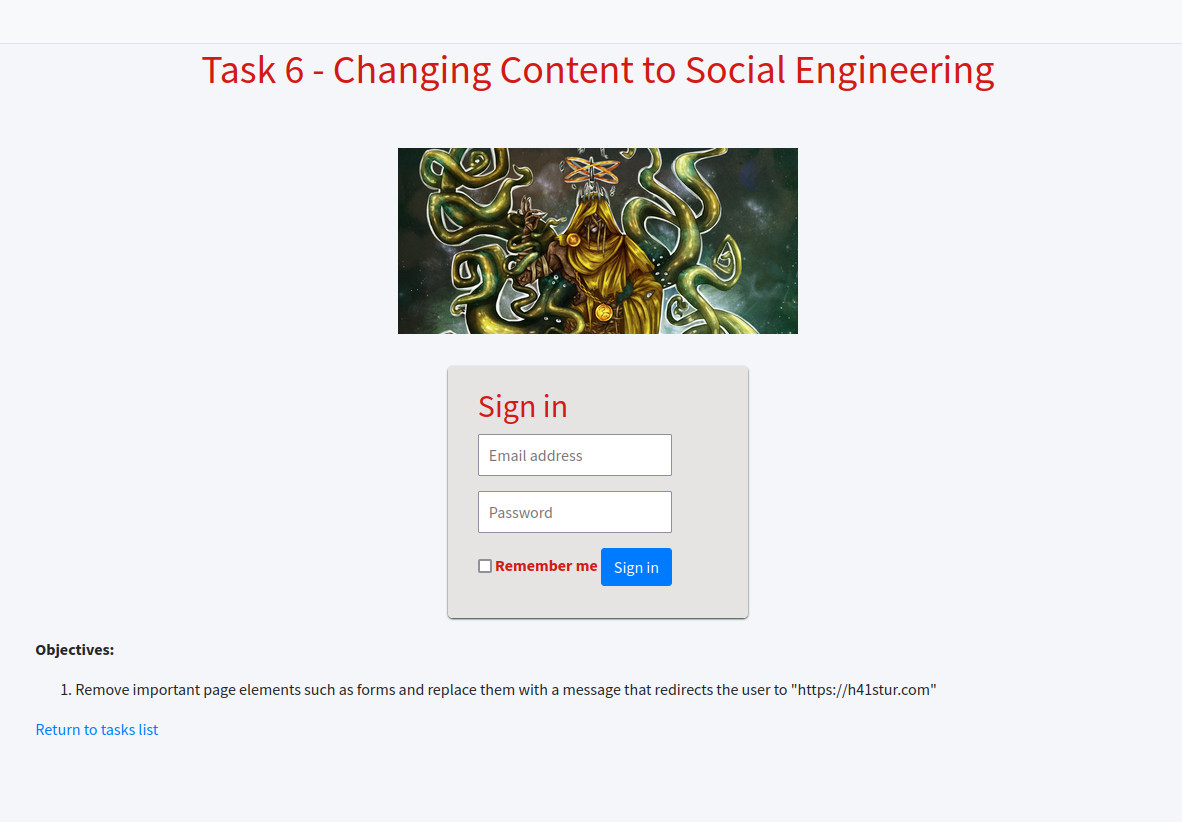 Task 6 - Changing Content to Social Engineering
Sign in
Email address
Password
Remember me Sign in
Objectives:
1. Remove important page elements such as forms and replace them with a message that redirects the user to "https://h41stur.com"
Return to tasks list